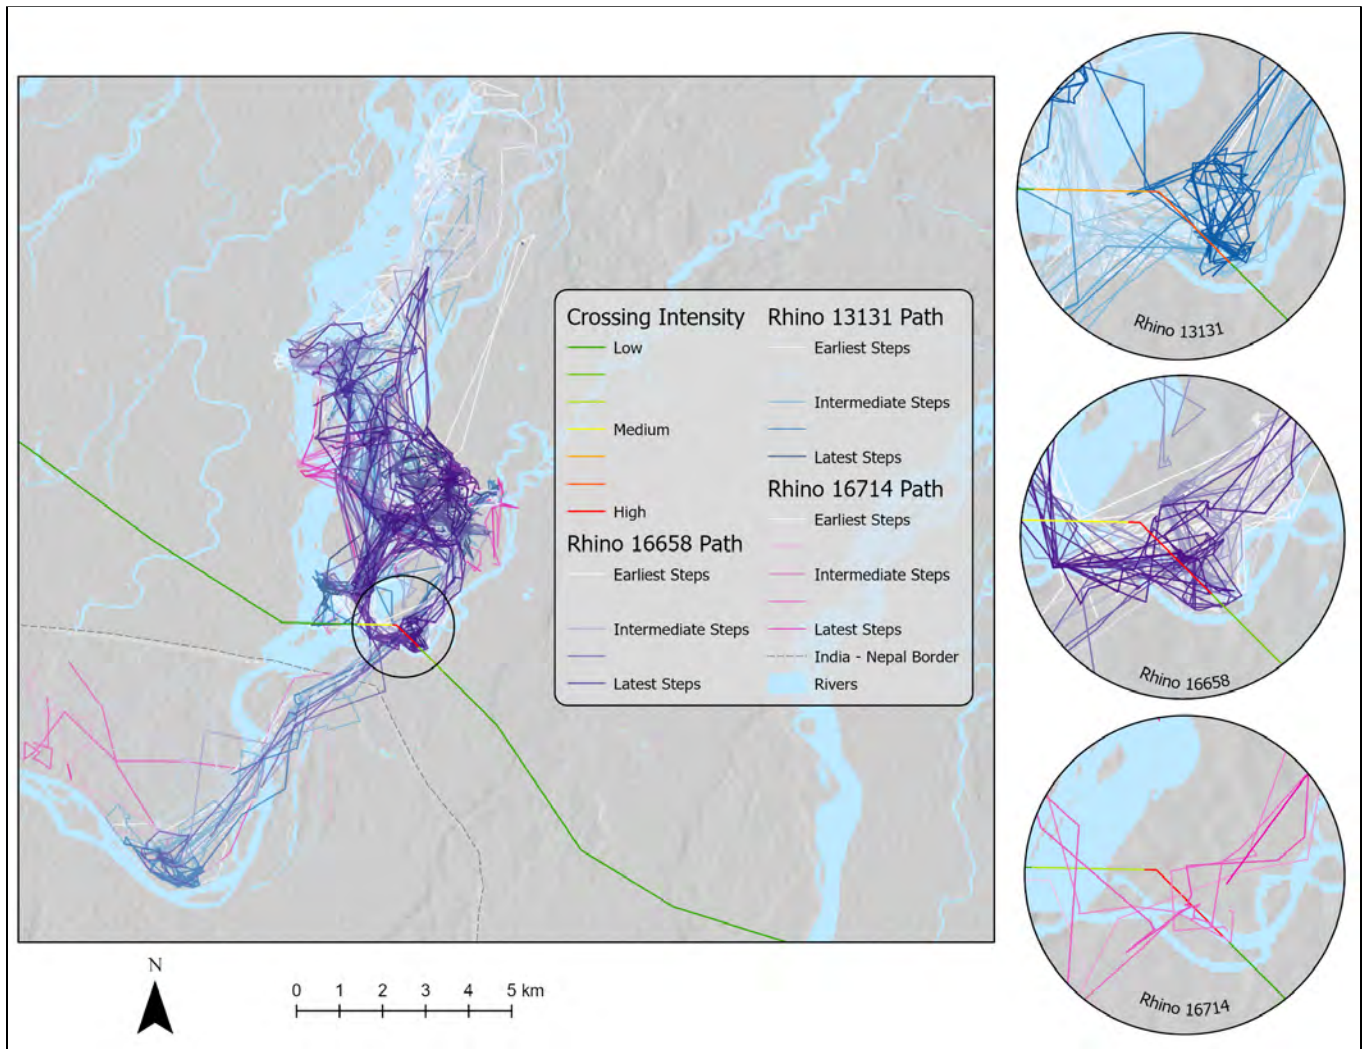 Crossing Intensity
Low
Medium
High
Rhino 16658 Path
Earliest Steps
Intermediate Steps
Latest Steps
Rhino 13131 Path
Earliest Steps
Intermediate Steps
Latest Steps
Rhino 16714 Path
Earliest Steps
Intermediate Steps
Latest Steps
India - Nepal Border
Rivers
Rhino 13131
Rhino 16658
Rhino 16714
N
0 1 2 3 4 5 km